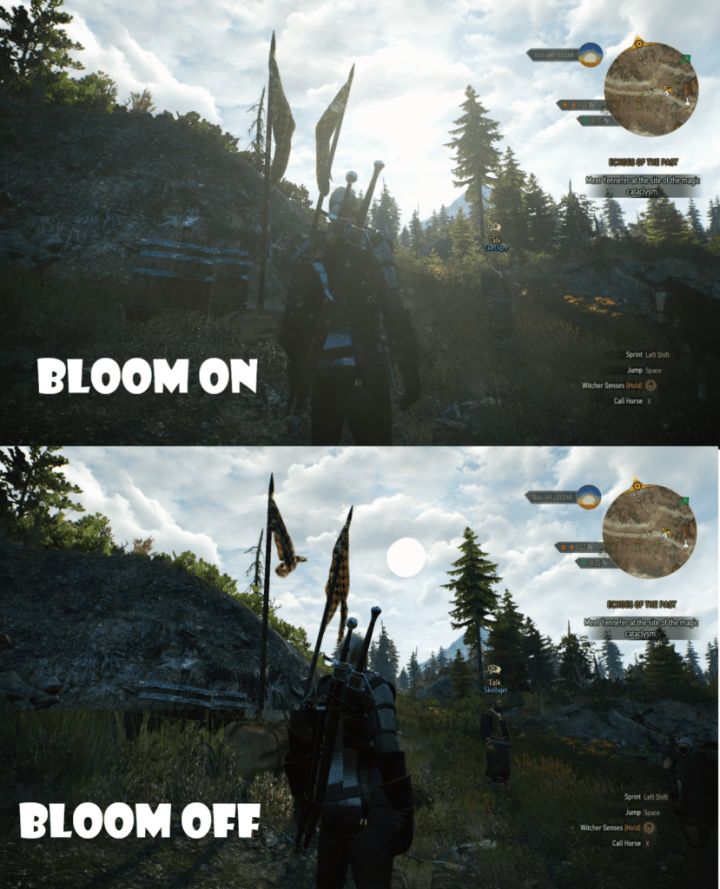 ECHOES OF THE PAST
Meet Yennefer at the site of the magic
cataclysm.
Talk
Skelliger
Sprint Left Shift
Jump Space
Witcher Senses [Hold]
Call Horse X
BLOOM ON
ECHOES OF THE PAST
Meet Yennefer at the site of the magic
cataclysm.
Talk
Skelliger
Sprint Left Shift
Jump Space
Witcher Senses [Hold]
Call Horse X
BLOOM OFF